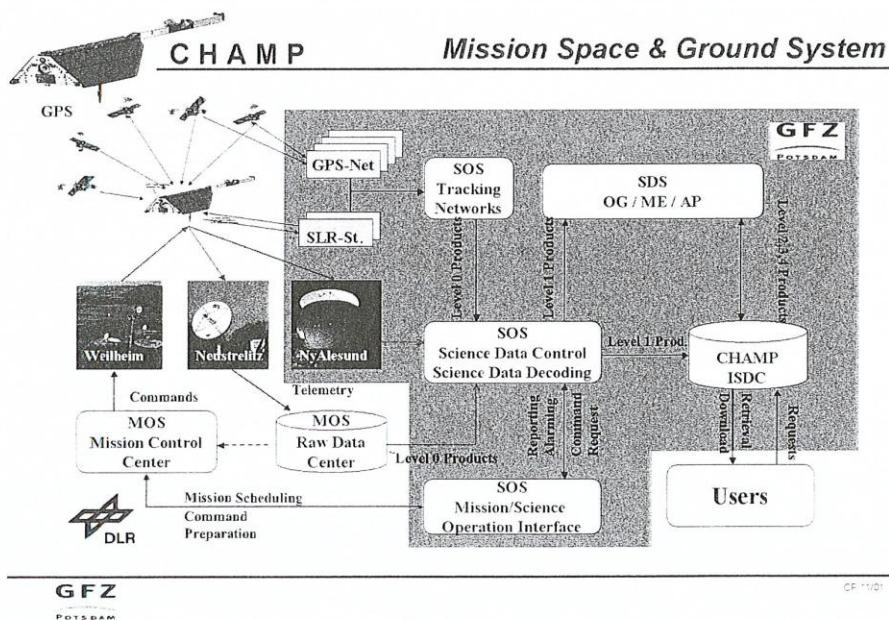 CHAMP
Mission Space & Ground System
GPS
GFZ
POTSDAM
GPS-Net
SLR-St.
SOS
Tracking
Networks
SDS
OG / ME / AP
Level 0 Products
Level 1 Products
Level 2,3,4 Products
Weilheim
Neustrelitz
NyAlesund
SOS
Science Data Control
Science Data Decoding
Level 1 Prod.
CHAMP
ISDC
Commands
Telemetry
MOS
Mission Control
Center
MOS
Raw Data
Center
Level 0 Products
Reporting
Alarming
Command
Request
Download
Retrieval
Requests
SOS
Mission/Science
Operation Interface
Users
Mission Scheduling
Command
Preparation
DLR
GFZ
POTSDAM